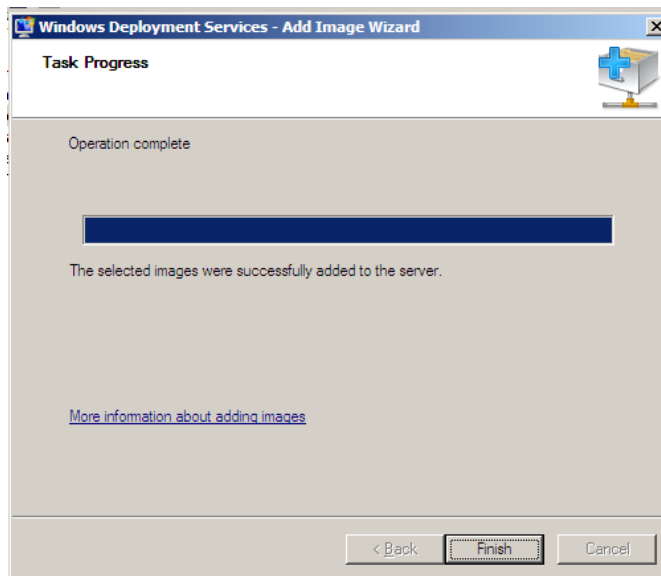 Windows Deployment Services - Add Image Wizard
Task Progress
Operation complete
The selected images were successfully added to the server.
More information about adding images
< Back Finish Cancel